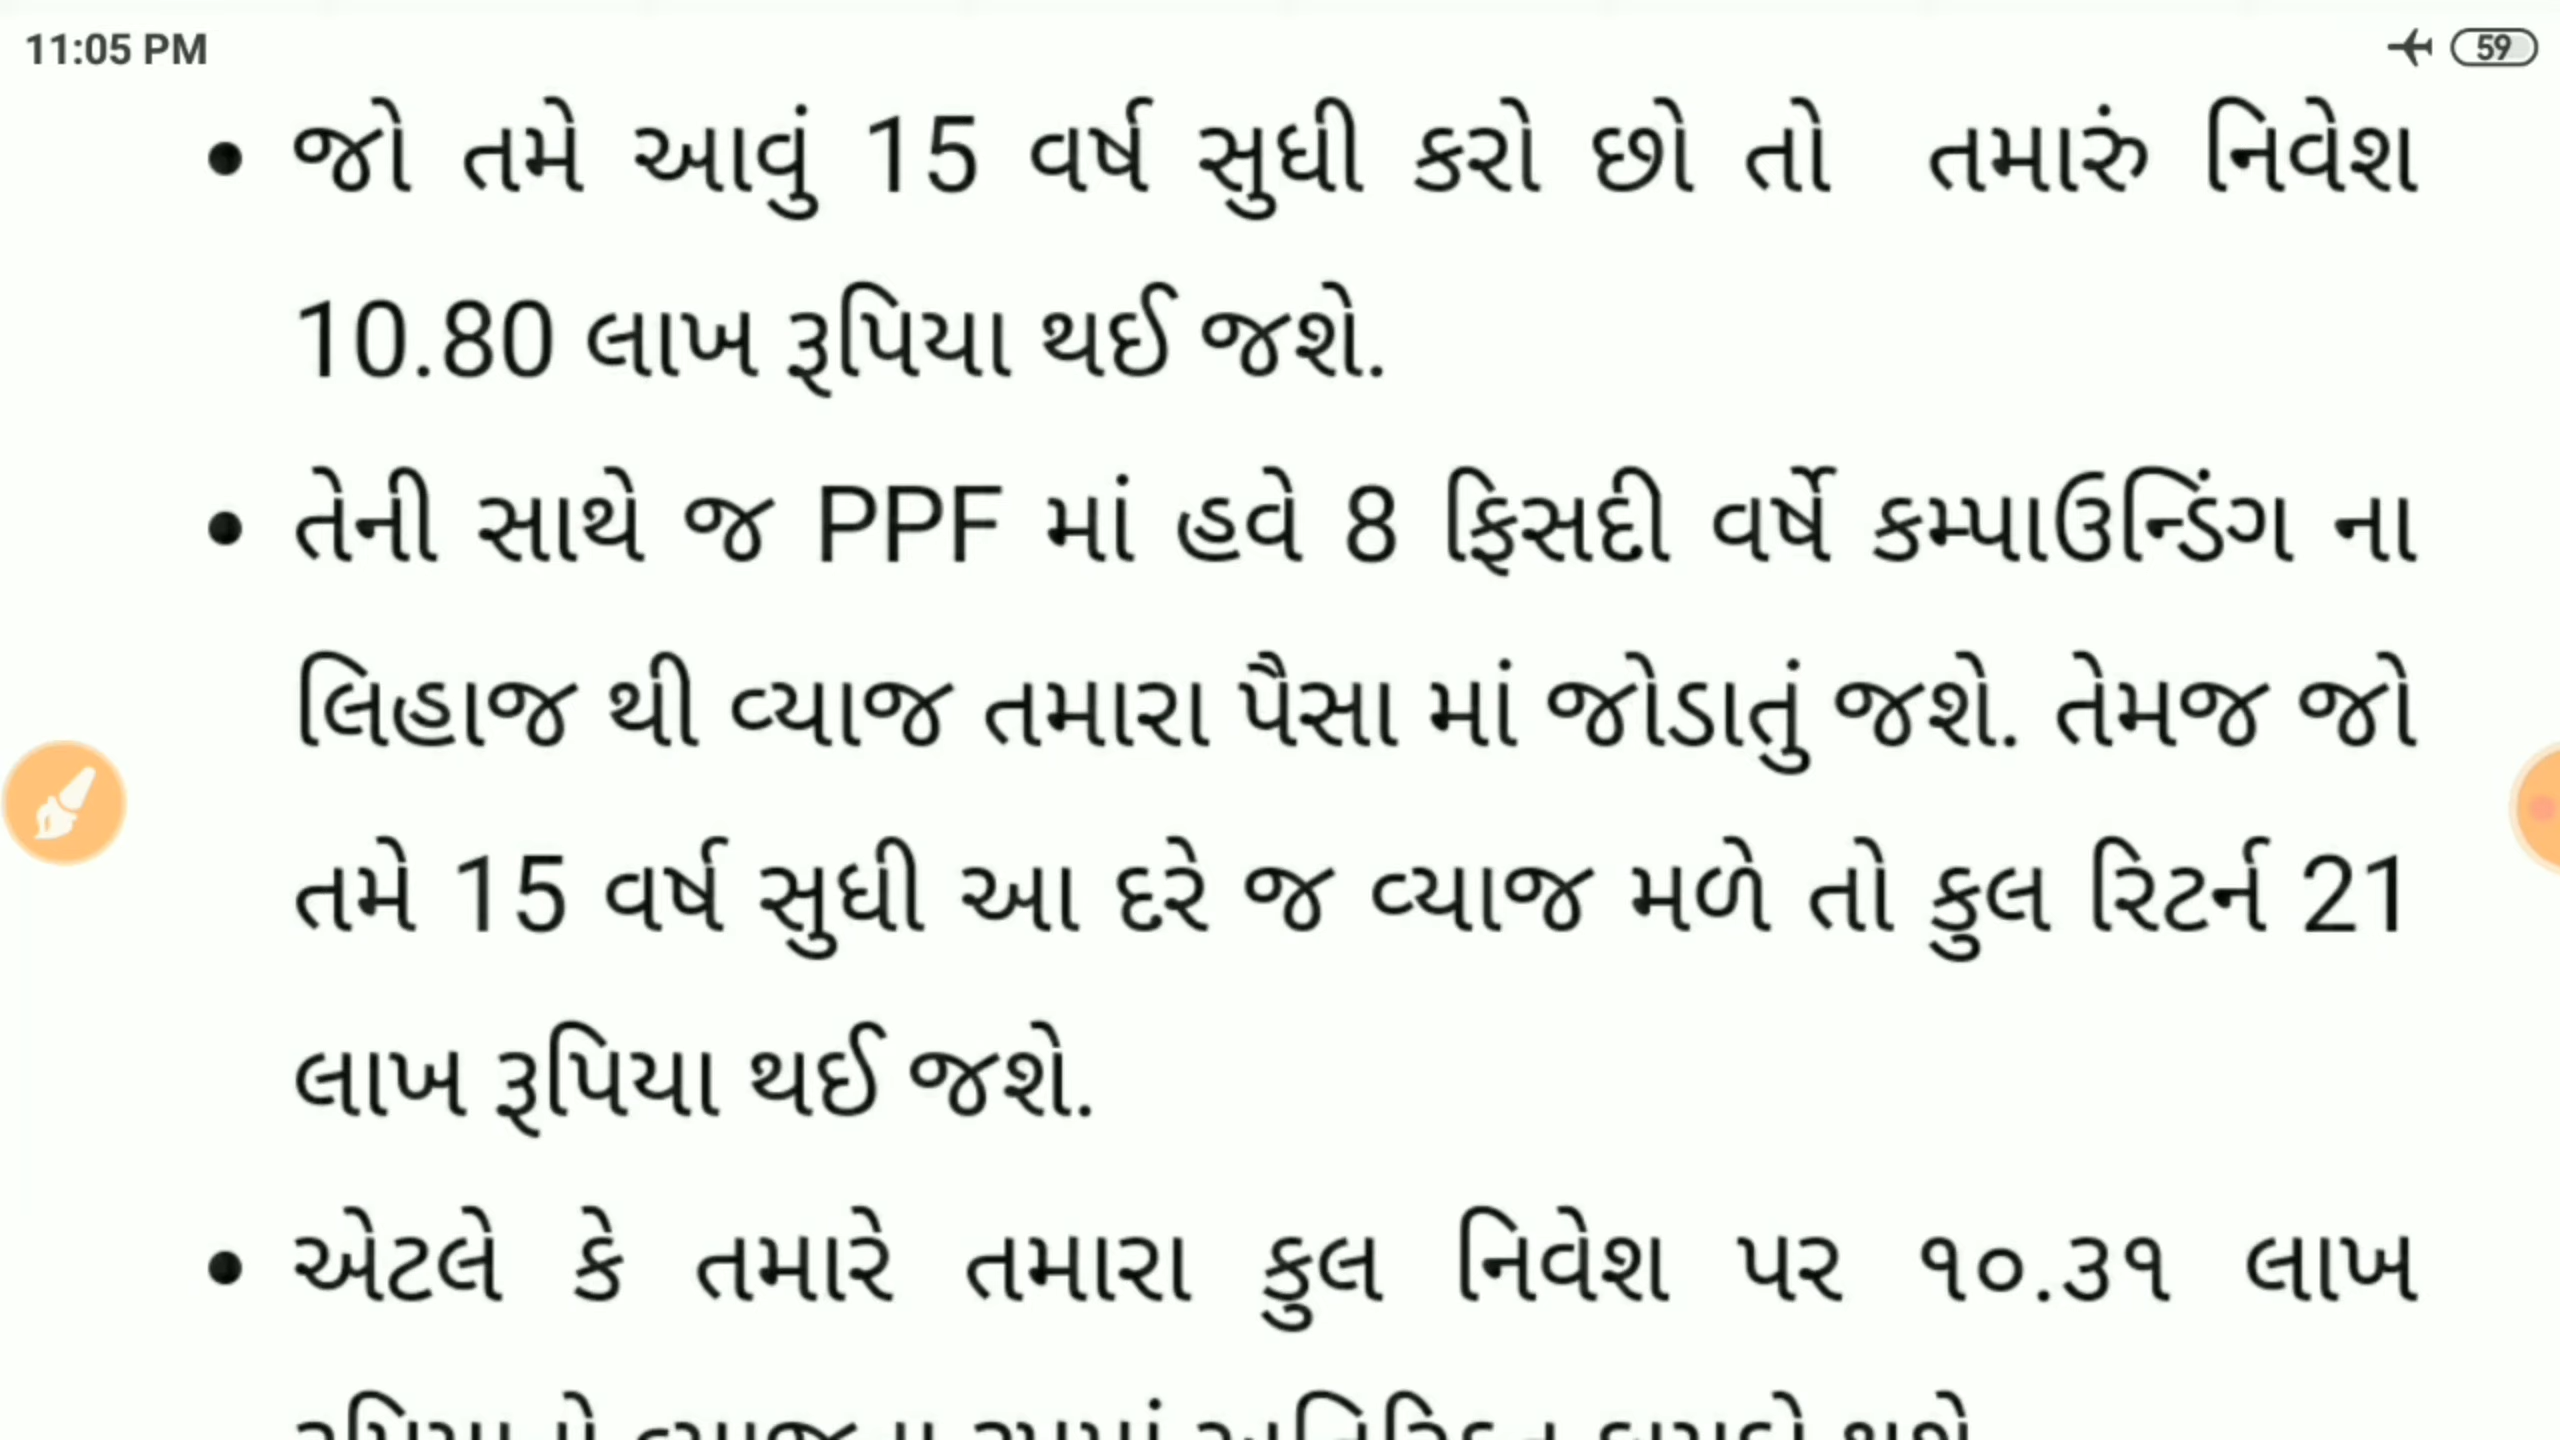 11:05 PM
59
• જો તમે આવું 15 વર્ષ સુધી કરો છો તો તમારું નિવેશ
10.80 લાખ રૂપિયા થઈ જશે.
• તેની સાથે જ PPF માં હવે 8 ફિસદી વર્ષે કમ્પાઉન્ડિંગ ના
લિહાજ થી વ્યાજ તમારા પૈસા માં જોડાતું જશે. તેમજ જો
તમે 15 વર્ષ સુધી આ દરે જ વ્યાજ મળે તો કુલ રિટર્ન 21
લાખ રૂપિયા થઈ જશે.
• એટલે કે તમારે તમારા કુલ નિવેશ પર ૧૦.૩૧ લાખ